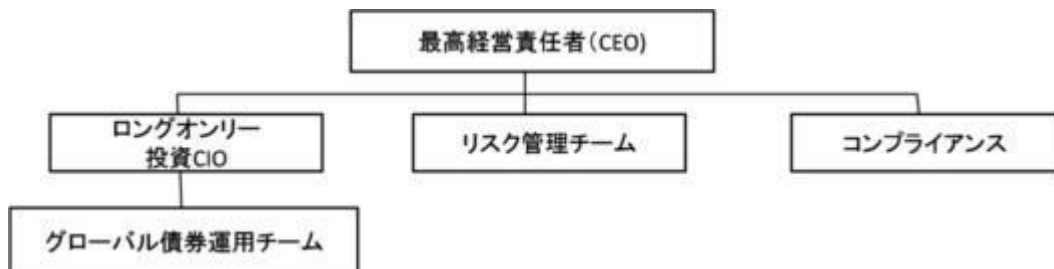 最高経営責任者(CEO)
ロングオンリー
投資CIO
リスク管理チーム
コンプライアンス
グローバル債券運用チーム